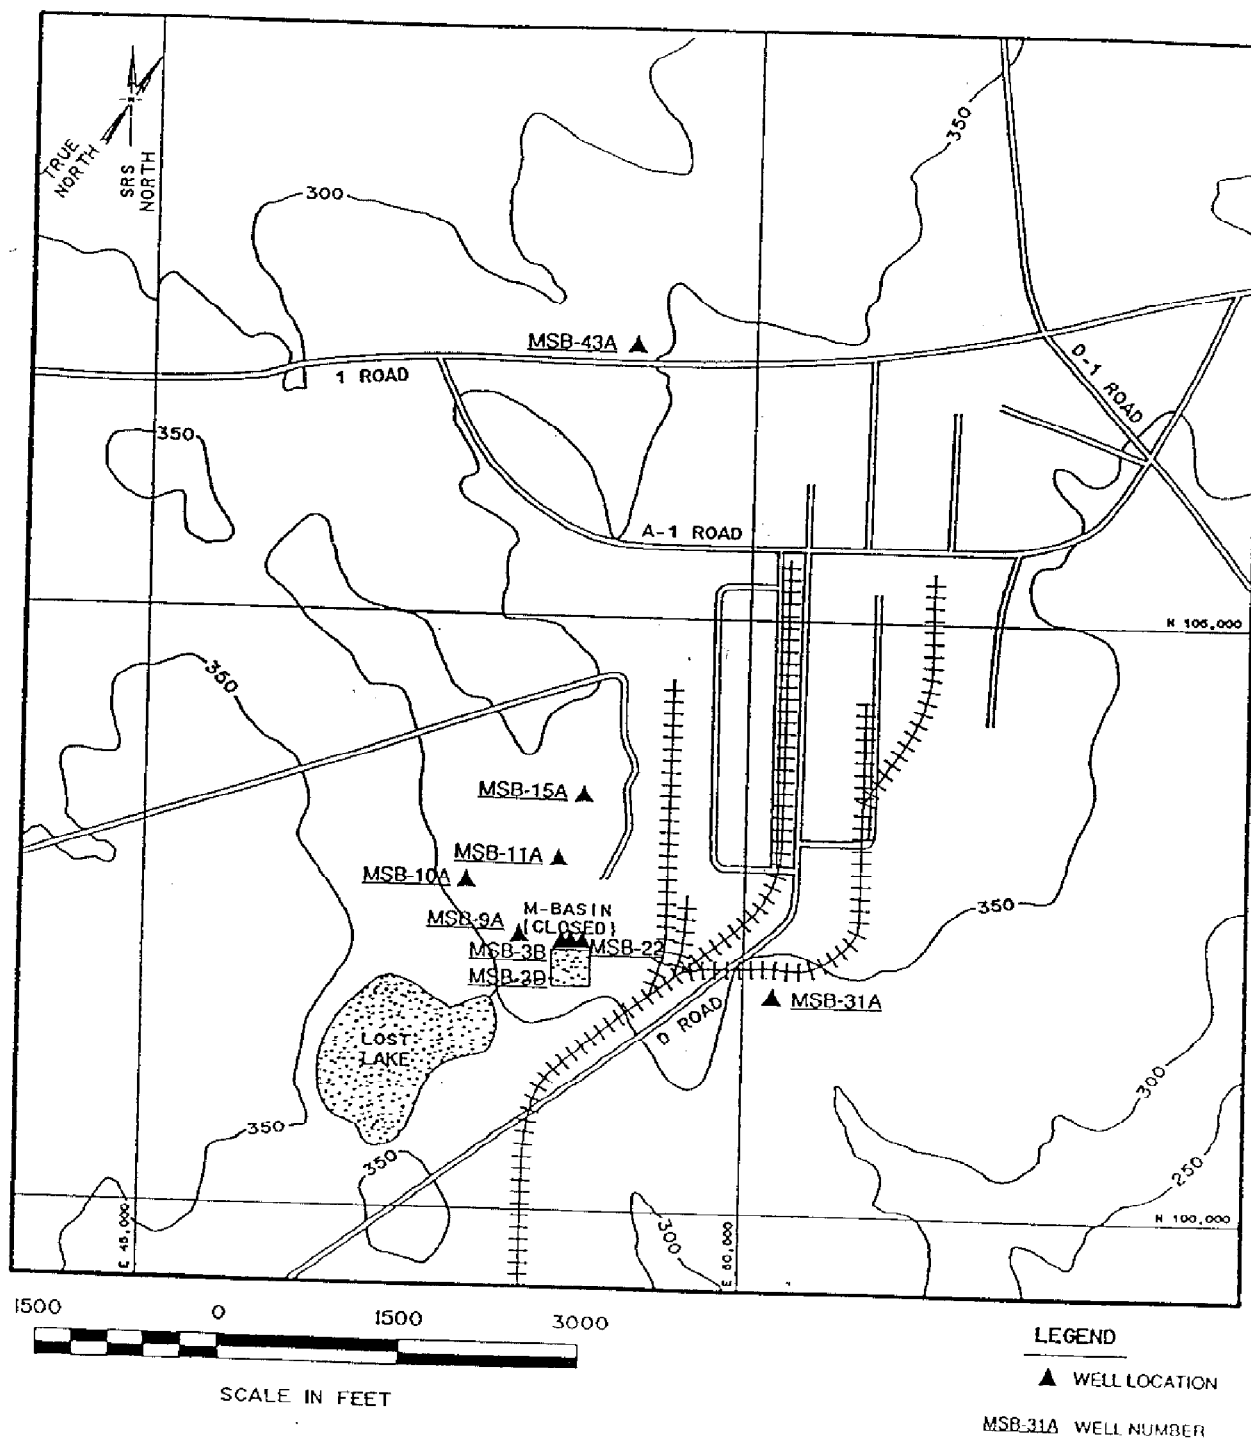 TRUE
NORTH
SRS
NORTH
300
350
MSB-43A
1 ROAD
D-1 ROAD
350
A-1 ROAD
N 105,000
350
MSB-15A
MSB-11A
MSB-10A
M-BASIN
(CLOSED)
MSB-9A
MSB-3B
MSB-22
MSB-2D
350
MSB-31A
D ROAD
LOST
LAKE
300
350
350
250
300
N 100,000
E 45,000
E 50,000
1500 0 1500 3000
SCALE IN FEET
LEGEND
WELL LOCATION
MSB-31A WELL NUMBER